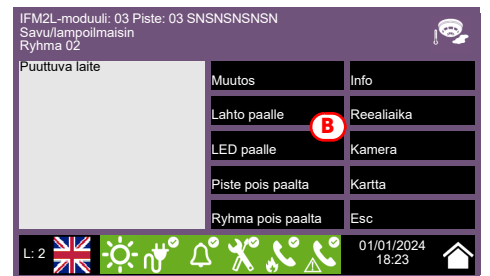 IFM2L-moduuli: 03 Piste: 03 SNSNSNSNSN
Savu/lampoilmaisin
Ryhma 02
Puuttuva laite
Muutos
Info
Lahto paalle
Reealiaika
B
LED paalle
Kamera
Piste pois paalta
Kartta
Ryhma pois paalta
Esc
L: 2
01/01/2024
18:23